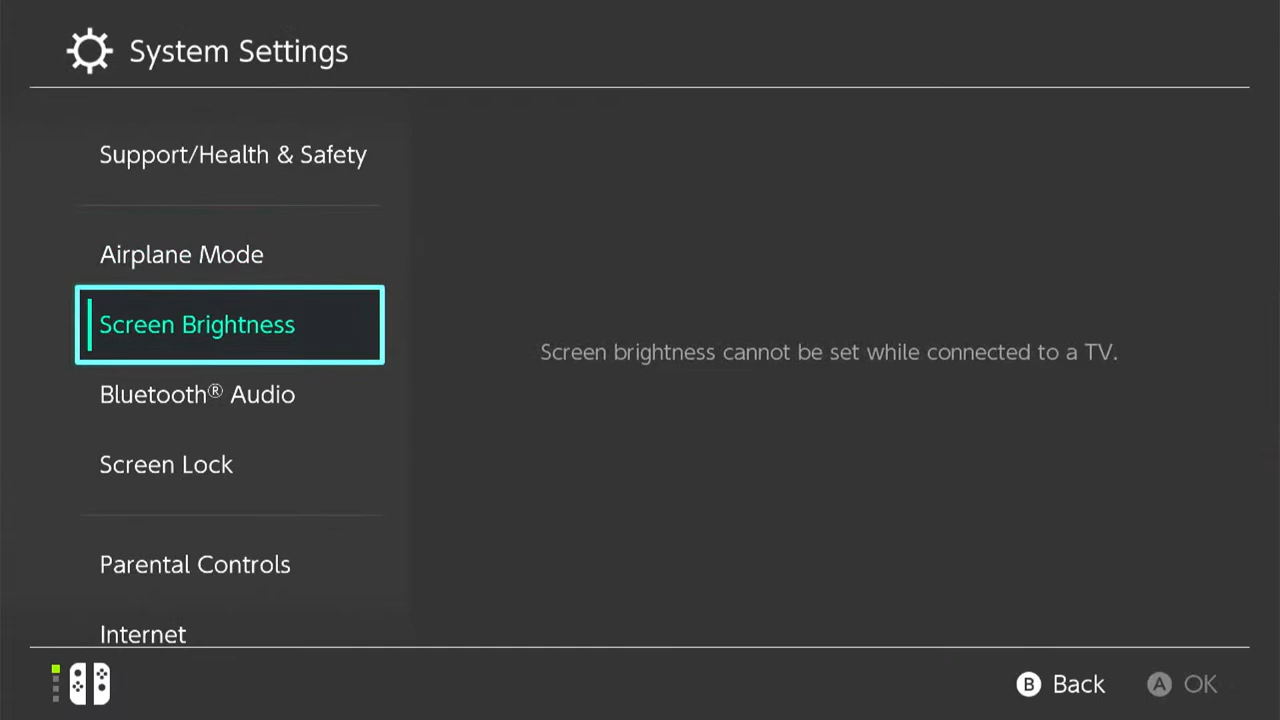 System Settings
Support/Health & Safety
Airplane Mode
Screen Brightness
Bluetooth® Audio
Screen Lock
Parental Controls
Internet
Screen brightness cannot be set while connected to a TV.
B Back
A OK